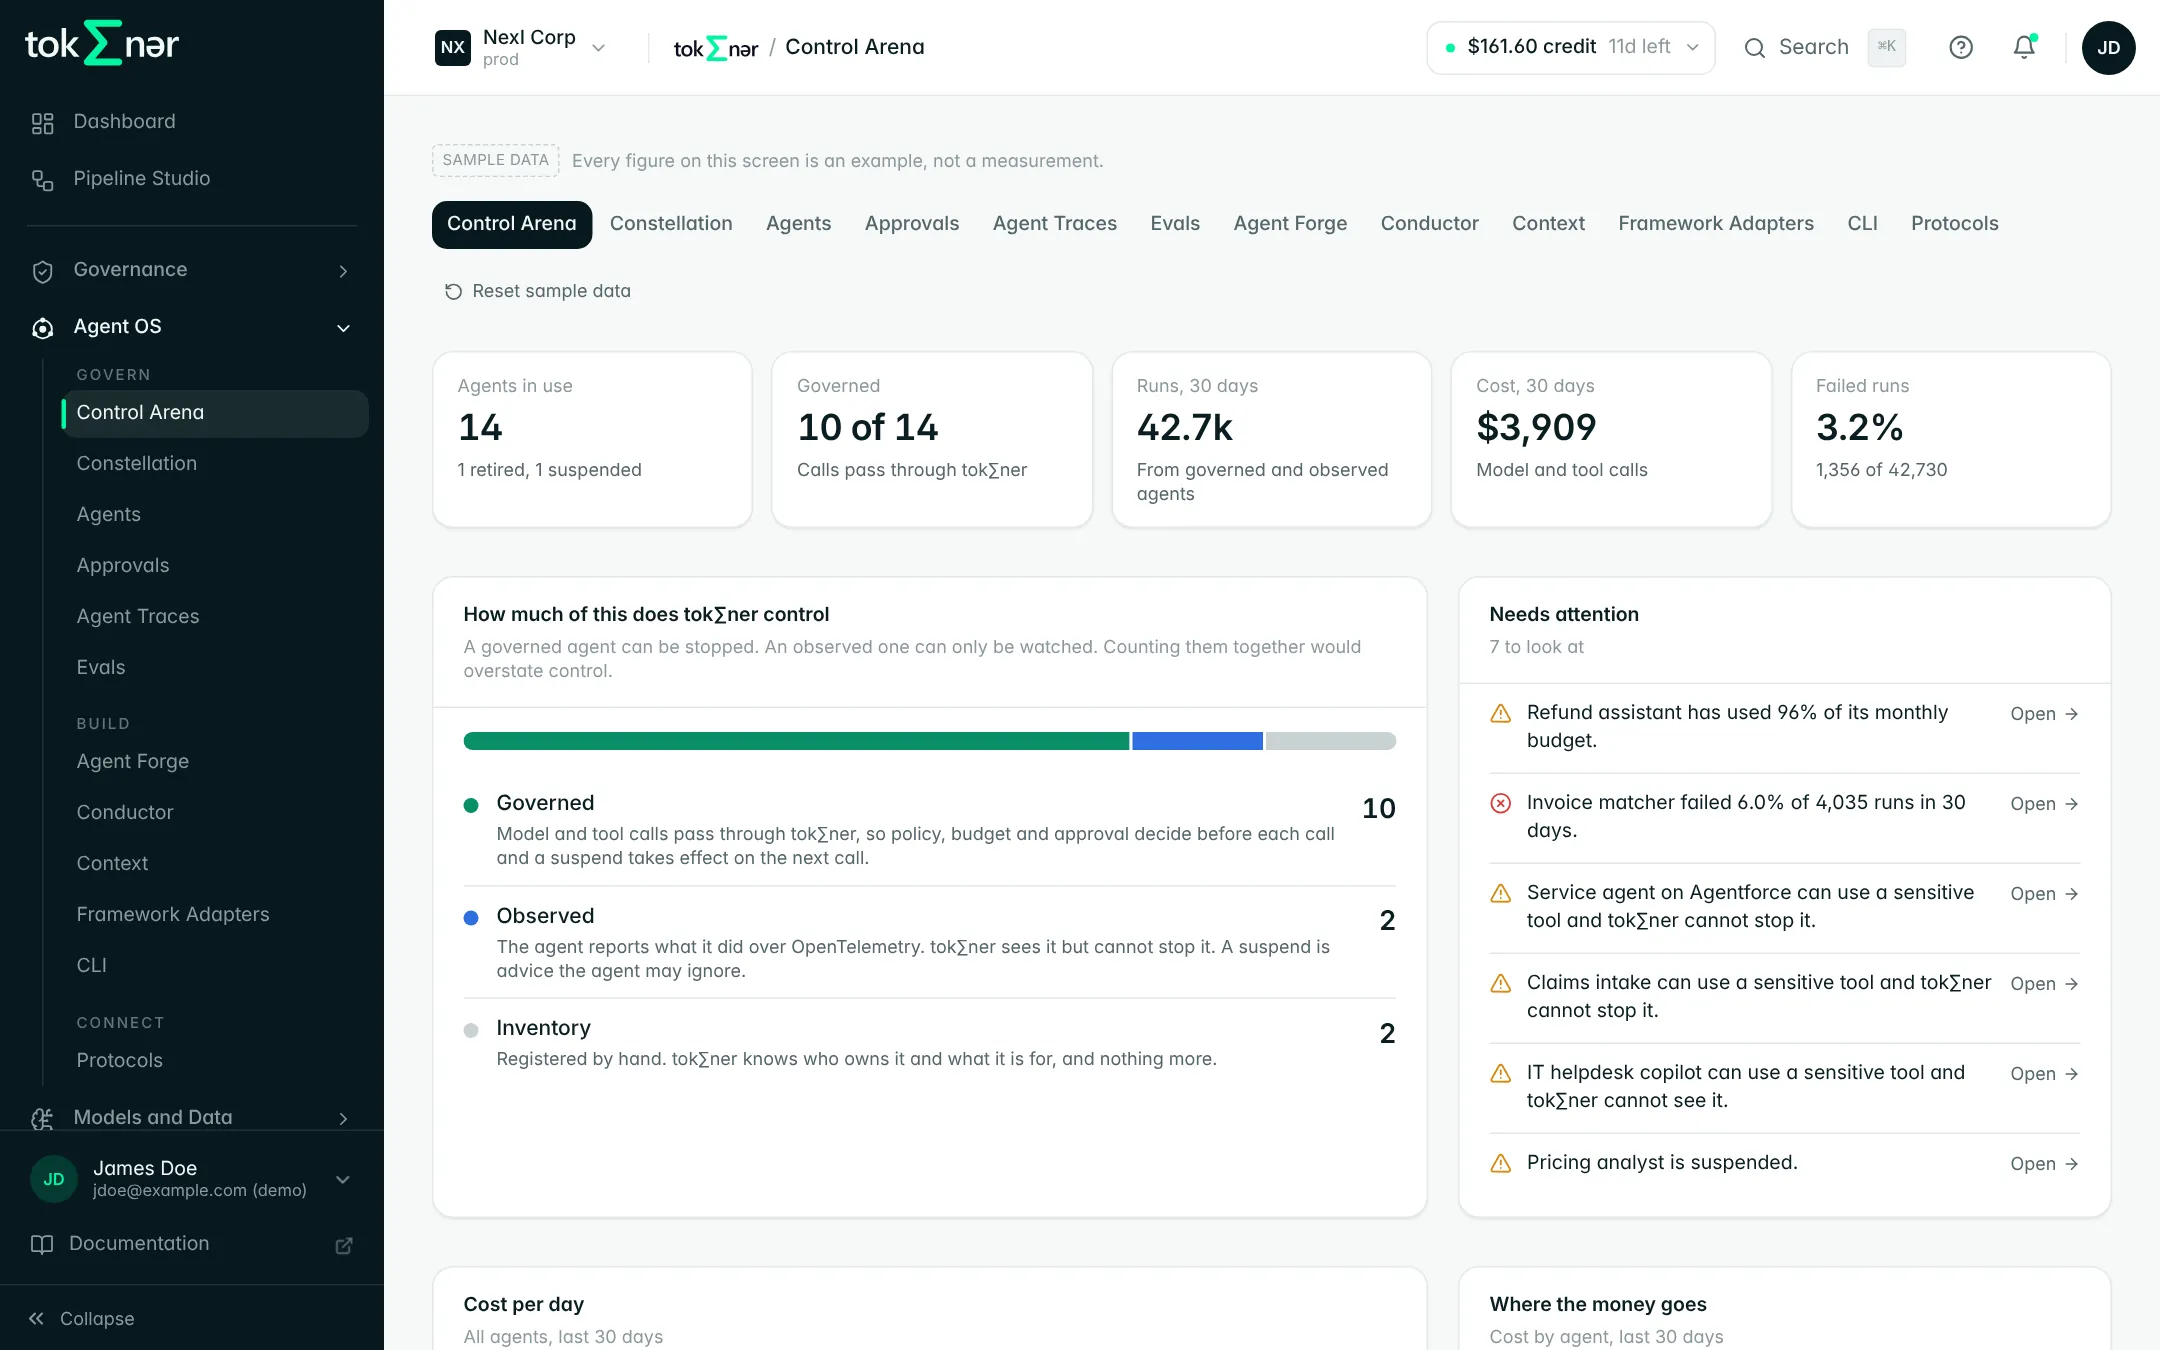 tok∑nər
Dashboard
Pipeline Studio
Governance
Agent OS
GOVERN
Control Arena
Constellation
Agents
Approvals
Agent Traces
Evals
BUILD
Agent Forge
Conductor
Context
Framework Adapters
CLI
CONNECT
Protocols
Models and Data
JD
James Doe
jdoe@example.com (demo)
Documentation
Collapse
NX
Nexl Corp
prod
tok∑nər / Control Arena
$161.60 credit 11d left
Search ⌘K
JD
SAMPLE DATA Every figure on this screen is an example, not a measurement.
Control Arena Constellation Agents Approvals Agent Traces Evals Agent Forge Conductor Context Framework Adapters CLI Protocols
Reset sample data
Agents in use
14
1 retired, 1 suspended
Governed
10 of 14
Calls pass through tok∑ner
Runs, 30 days
42.7k
From governed and observed
agents
Cost, 30 days
$3,909
Model and tool calls
Failed runs
3.2%
1,356 of 42,730
How much of this does tok∑ner control
A governed agent can be stopped. An observed one can only be watched. Counting them together would
overstate control.
Governed
10
Model and tool calls pass through tok∑ner, so policy, budget and approval decide before each call
and a suspend takes effect on the next call.
Observed
2
The agent reports what it did over OpenTelemetry. tok∑ner sees it but cannot stop it. A suspend is
advice the agent may ignore.
Inventory
2
Registered by hand. tok∑ner knows who owns it and what it is for, and nothing more.
Needs attention
7 to look at
Refund assistant has used 96% of its monthly
budget.
Open →
Invoice matcher failed 6.0% of 4,035 runs in 30
days.
Open →
Service agent on Agentforce can use a sensitive
tool and tok∑ner cannot stop it.
Open →
Claims intake can use a sensitive tool and tok∑ner
cannot stop it.
Open →
IT helpdesk copilot can use a sensitive tool and
tok∑ner cannot see it.
Open →
Pricing analyst is suspended.
Open →
Cost per day
All agents, last 30 days
Where the money goes
Cost by agent, last 30 days